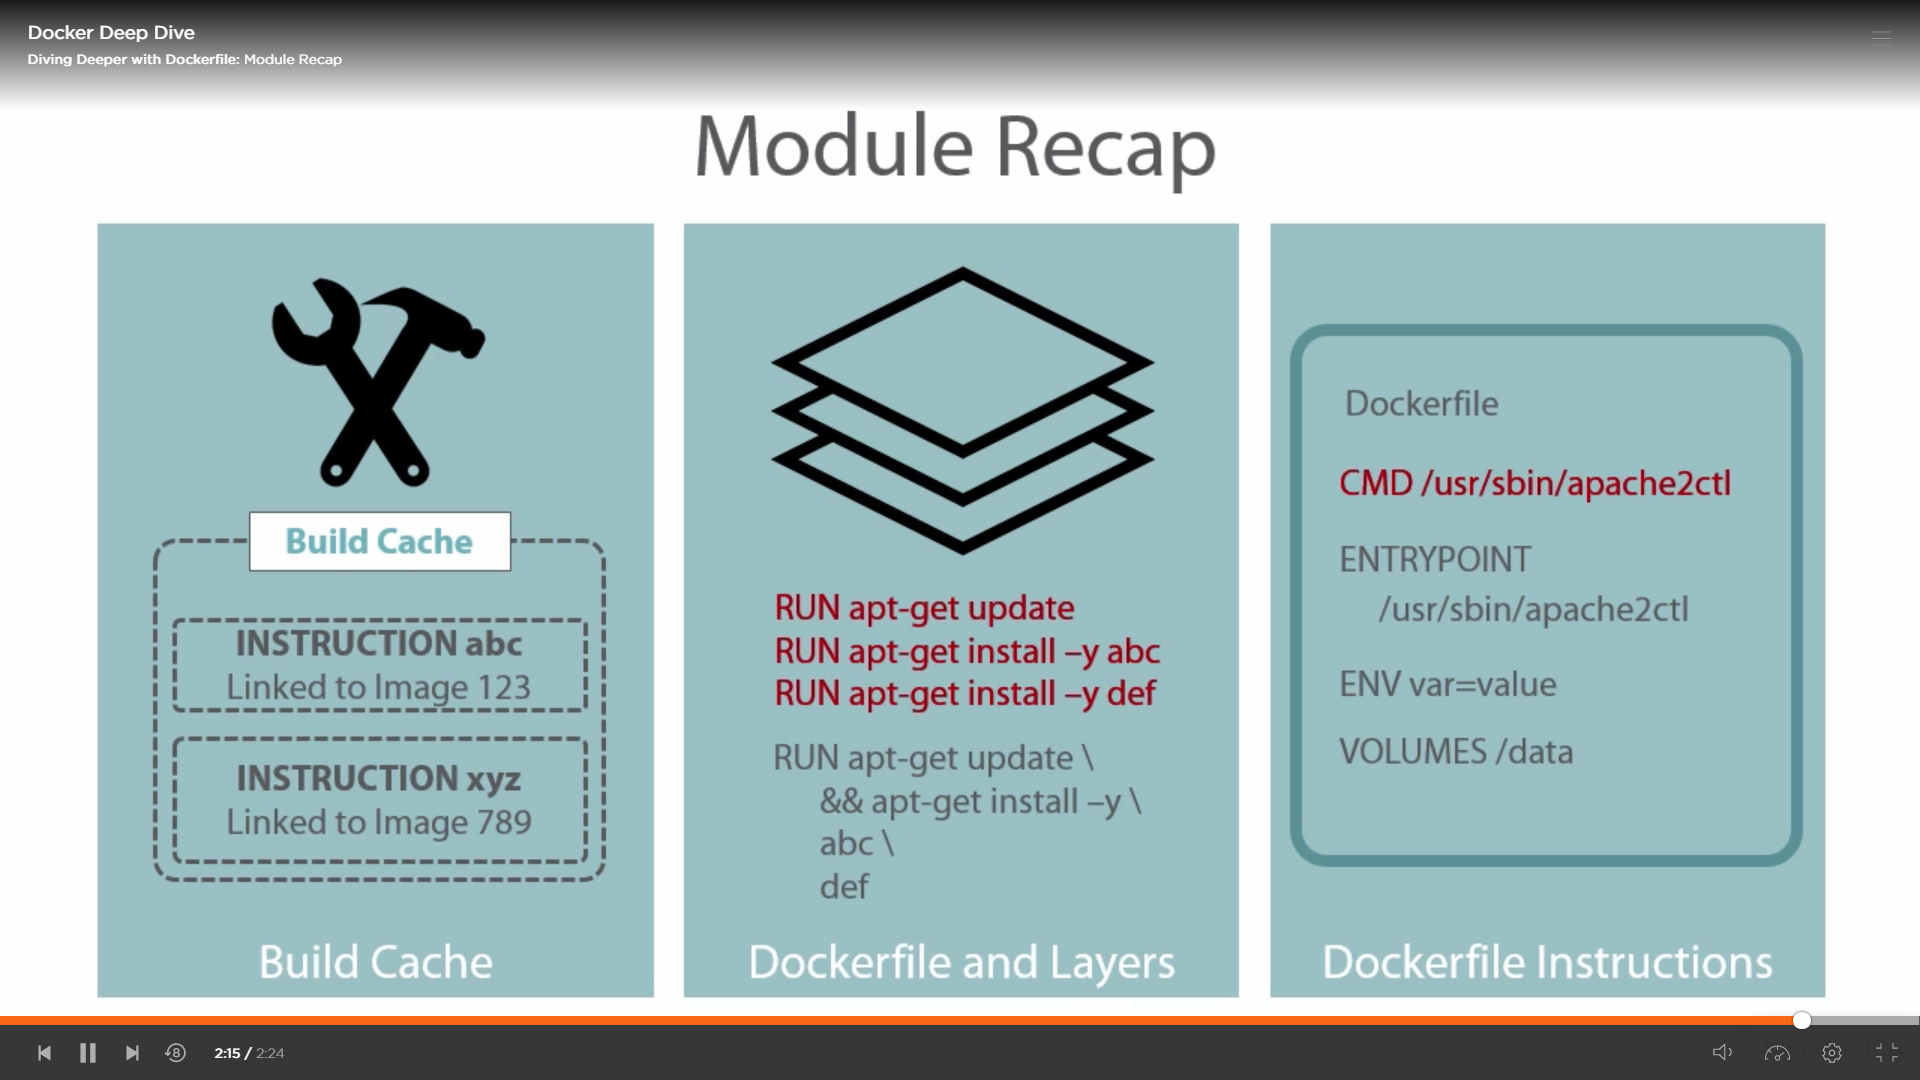 Docker Deep Dive
Diving Deeper with Dockerfile: Module Recap
Module Recap
Build Cache
INSTRUCTION abc
Linked to Image 123
INSTRUCTION xyz
Linked to Image 789
Build Cache
RUN apt-get update
RUN apt-get install –y abc
RUN apt-get install –y def
RUN apt-get update \
&& apt-get install –y \
abc \
def
Dockerfile and Layers
Dockerfile
CMD /usr/sbin/apache2ctl
ENTRYPOINT
/usr/sbin/apache2ctl
ENV var=value
VOLUMES /data
Dockerfile Instructions
8
2:15 / 2:24